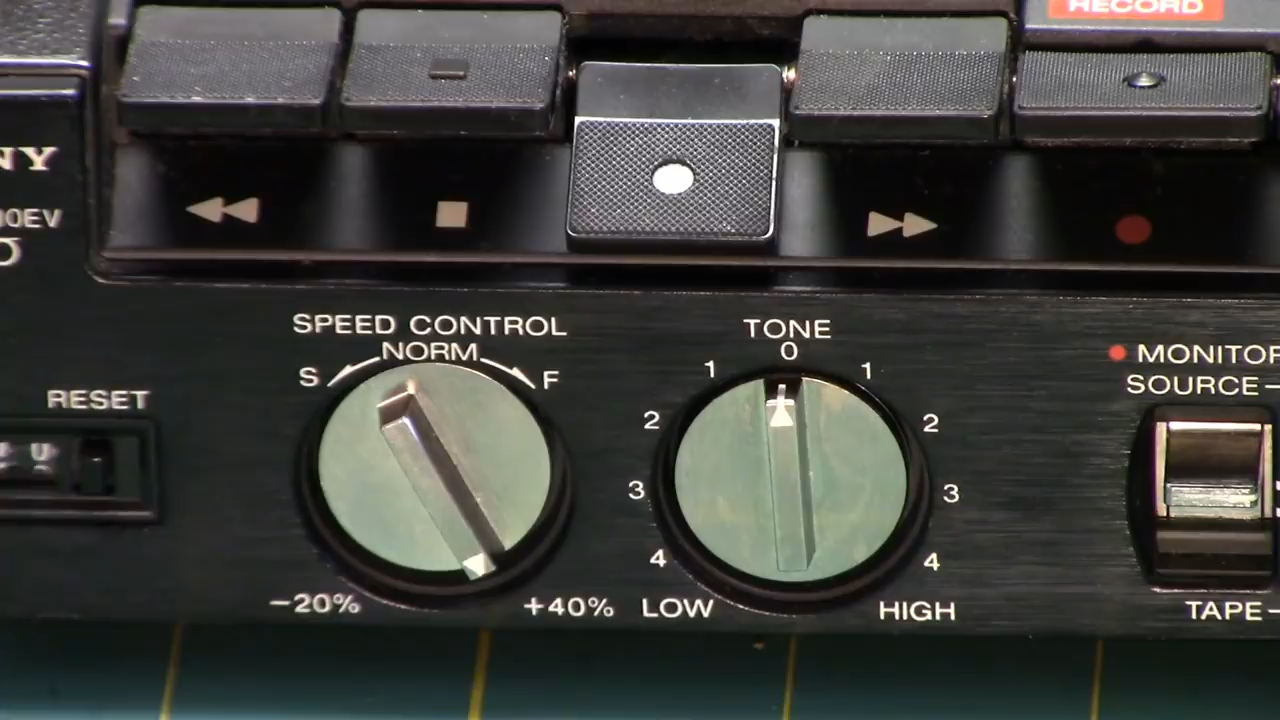 RECORD
NY
0EV
SPEED CONTROL
NORM
S F
-20% +40%
RESET
TONE
0
1 1
2 2
3 3
4 4
LOW HIGH
MONITOR
SOURCE-
TAPE-